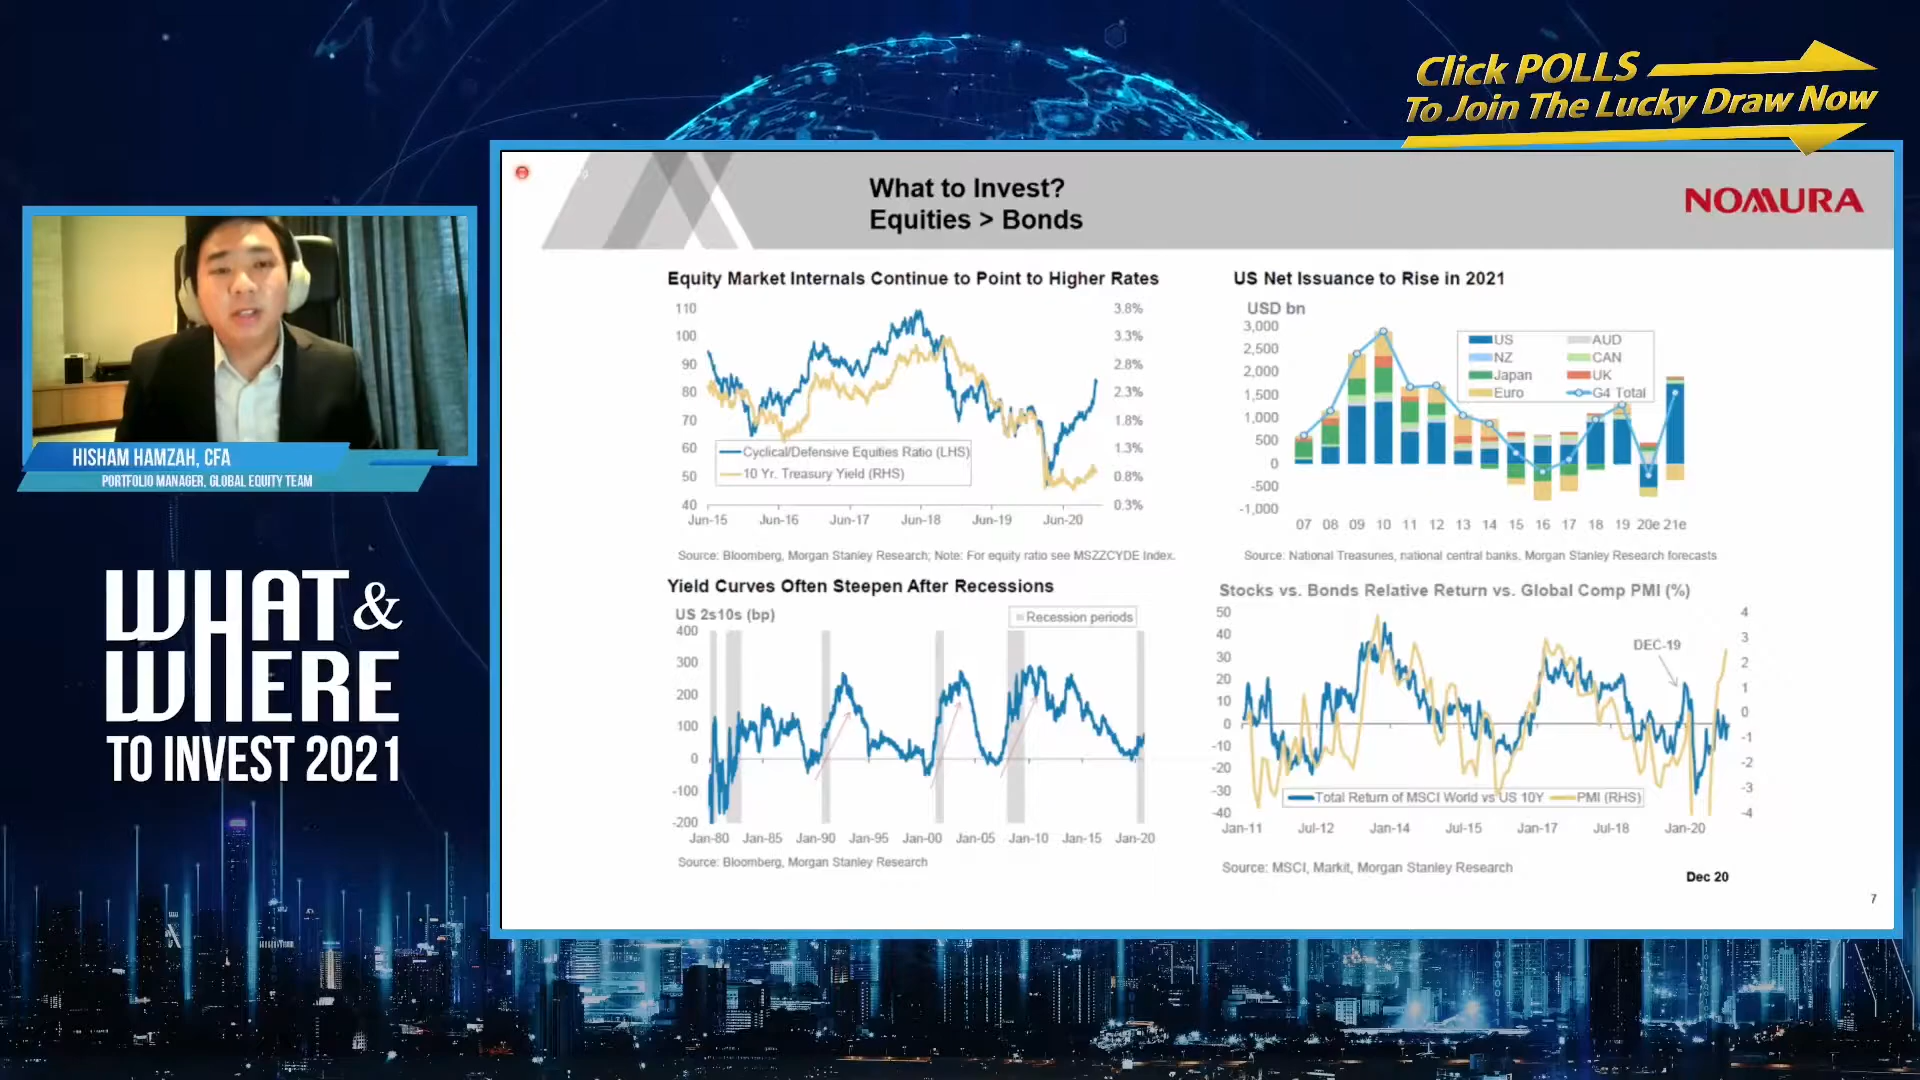 Click POLLS
To Join The Lucky Draw Now
HISHAM HAMZAH, CFA
PORTFOLIO MANAGER, GLOBAL EQUITY TEAM
WHAT &
WHERE
TO INVEST 2021
What to Invest?
Equities > Bonds
NOMURA
Equity Market Internals Continue to Point to Higher Rates
110
100
90
80
70
60
50
40
3.8%
3.3%
2.8%
2.3%
1.8%
1.3%
0.8%
0.3%
Cyclical/Defensive Equities Ratio (LHS)
10 Yr. Treasury Yield (RHS)
Jun-15 Jun-16 Jun-17 Jun-18 Jun-19 Jun-20
Source: Bloomberg, Morgan Stanley Research; Note: For equity ratio see MSZZCYDE Index.
US Net Issuance to Rise in 2021
USD bn
3,000
2,500
2,000
1,500
1,000
500
0
-500
-1,000
US AUD
NZ CAN
Japan UK
Euro G4 Total
07 08 09 10 11 12 13 14 15 16 17 18 19 20e 21e
Source: National Treasuries, national central banks, Morgan Stanley Research forecasts
Yield Curves Often Steepen After Recessions
US 2s10s (bp)
Recession periods
400
300
200
100
0
-100
-200
Jan-80 Jan-85 Jan-90 Jan-95 Jan-00 Jan-05 Jan-10 Jan-15 Jan-20
Source: Bloomberg, Morgan Stanley Research
Stocks vs. Bonds Relative Return vs. Global Comp PMI (%)
50
40
30
20
10
0
-10
-20
-30
-40
4
3
2
1
0
-1
-2
-3
-4
DEC-19
Total Return of MSCI World vs US 10Y PMI (RHS)
Jan-11 Jul-12 Jan-14 Jul-15 Jan-17 Jul-18 Jan-20
Source: MSCI, Markit, Morgan Stanley Research
Dec 20
7